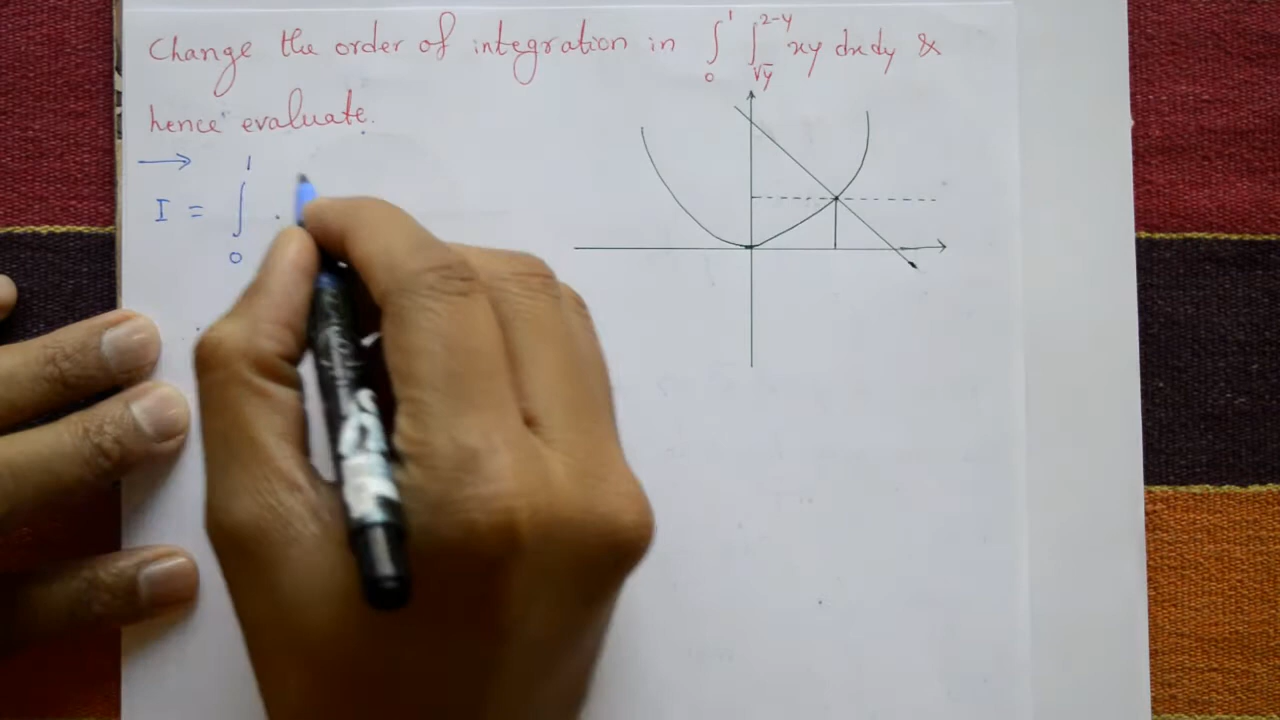 Change the order of integration in ∫₀¹ ∫_{√y}^{2-y} xy dx dy &
hence evaluate.
→
I = ∫₀¹